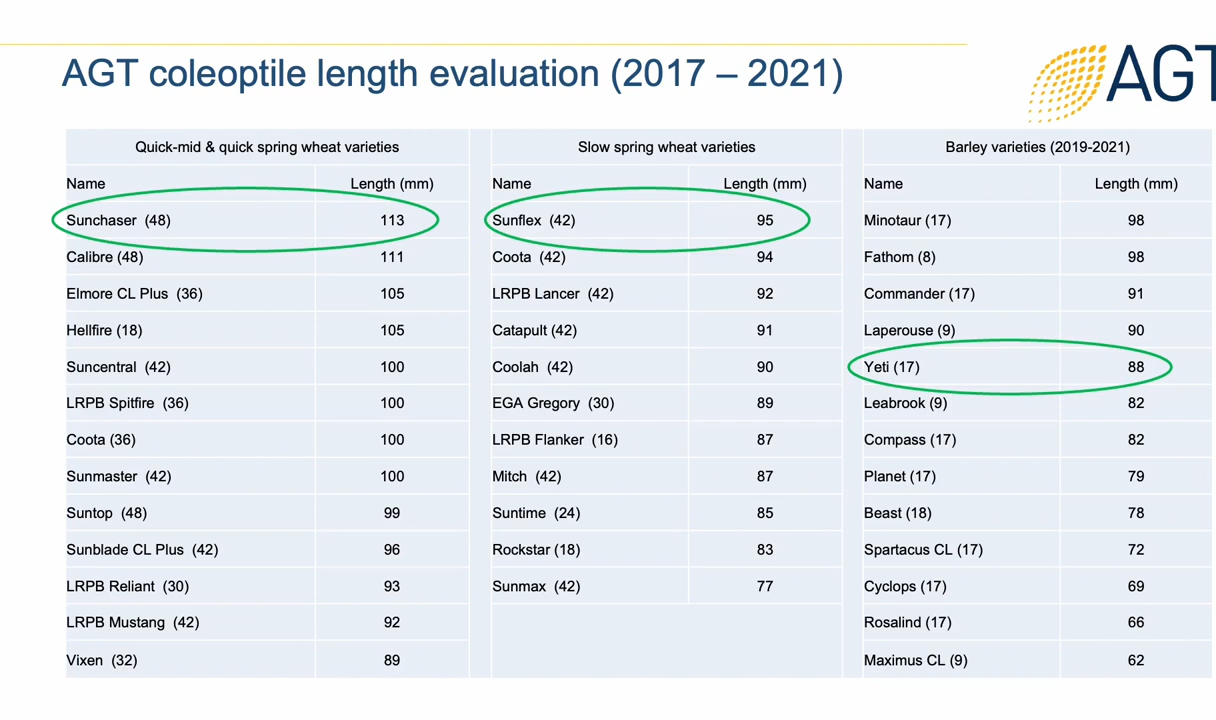 AGT coleoptile length evaluation (2017 – 2021)
AGT
Quick-mid & quick spring wheat varieties
Name Length (mm)
Sunchaser (48) 113
Calibre (48) 111
Elmore CL Plus (36) 105
Hellfire (18) 105
Suncentral (42) 100
LRPB Spitfire (36) 100
Coota (36) 100
Sunmaster (42) 100
Suntop (48) 99
Sunblade CL Plus (42) 96
LRPB Reliant (30) 93
LRPB Mustang (42) 92
Vixen (32) 89
Slow spring wheat varieties
Name Length (mm)
Sunflex (42) 95
Coota (42) 94
LRPB Lancer (42) 92
Catapult (42) 91
Coolah (42) 90
EGA Gregory (30) 89
LRPB Flanker (16) 87
Mitch (42) 87
Suntime (24) 85
Rockstar (18) 83
Sunmax (42) 77
Barley varieties (2019-2021)
Name Length (mm)
Minotaur (17) 98
Fathom (8) 98
Commander (17) 91
Laperouse (9) 90
Yeti (17) 88
Leabrook (9) 82
Compass (17) 82
Planet (17) 79
Beast (18) 78
Spartacus CL (17) 72
Cyclops (17) 69
Rosalind (17) 66
Maximus CL (9) 62